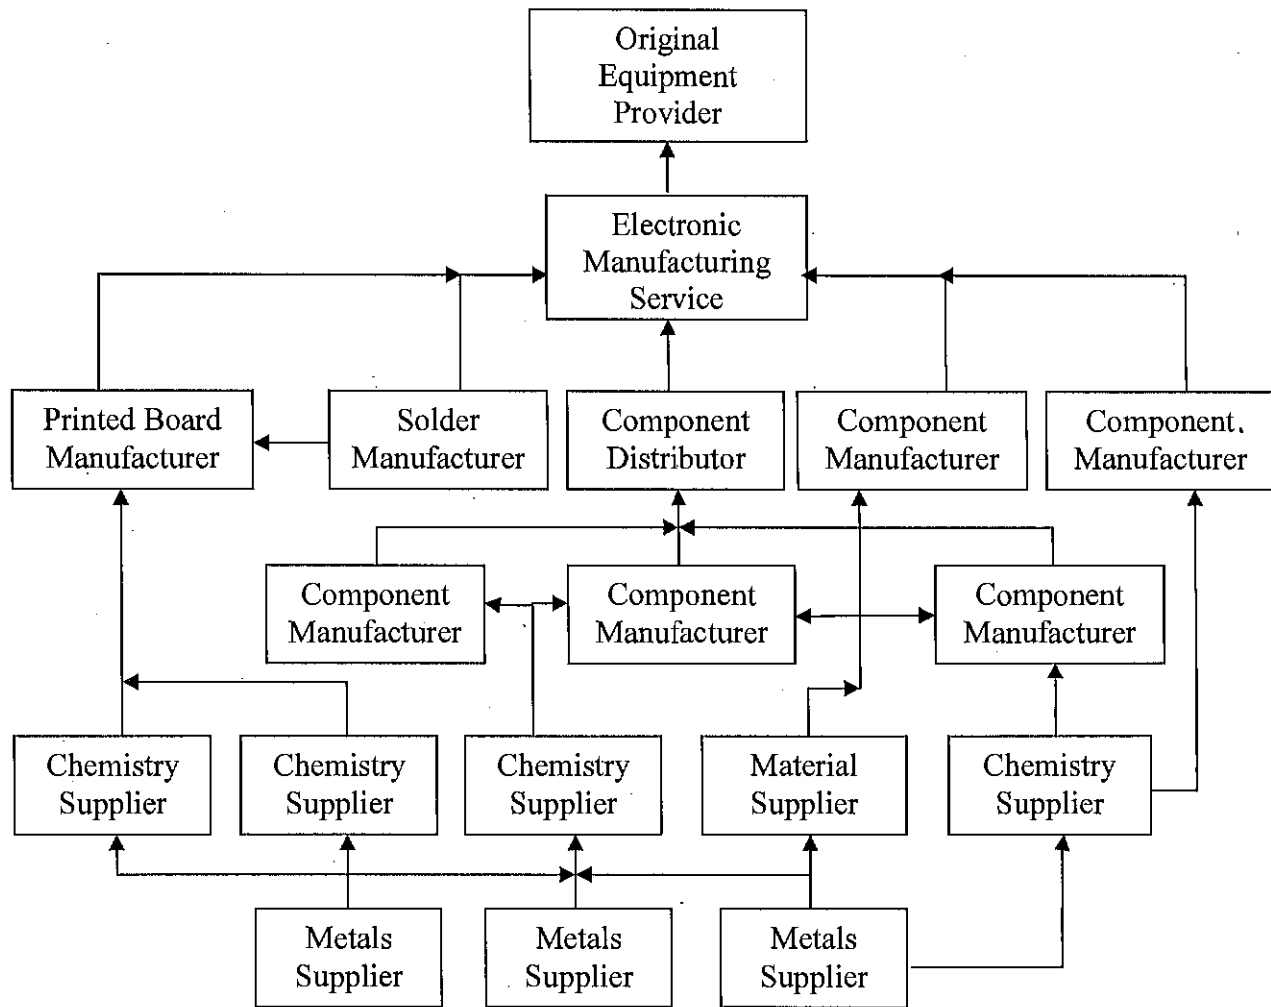 Original
Equipment
Provider
Electronic
Manufacturing
Service
Printed Board
Manufacturer
Solder
Manufacturer
Component
Distributor
Component
Manufacturer
Component
Manufacturer
Component
Manufacturer
Component
Manufacturer
Component
Manufacturer
Chemistry
Supplier
Chemistry
Supplier
Chemistry
Supplier
Material
Supplier
Chemistry
Supplier
Metals
Supplier
Metals
Supplier
Metals
Supplier